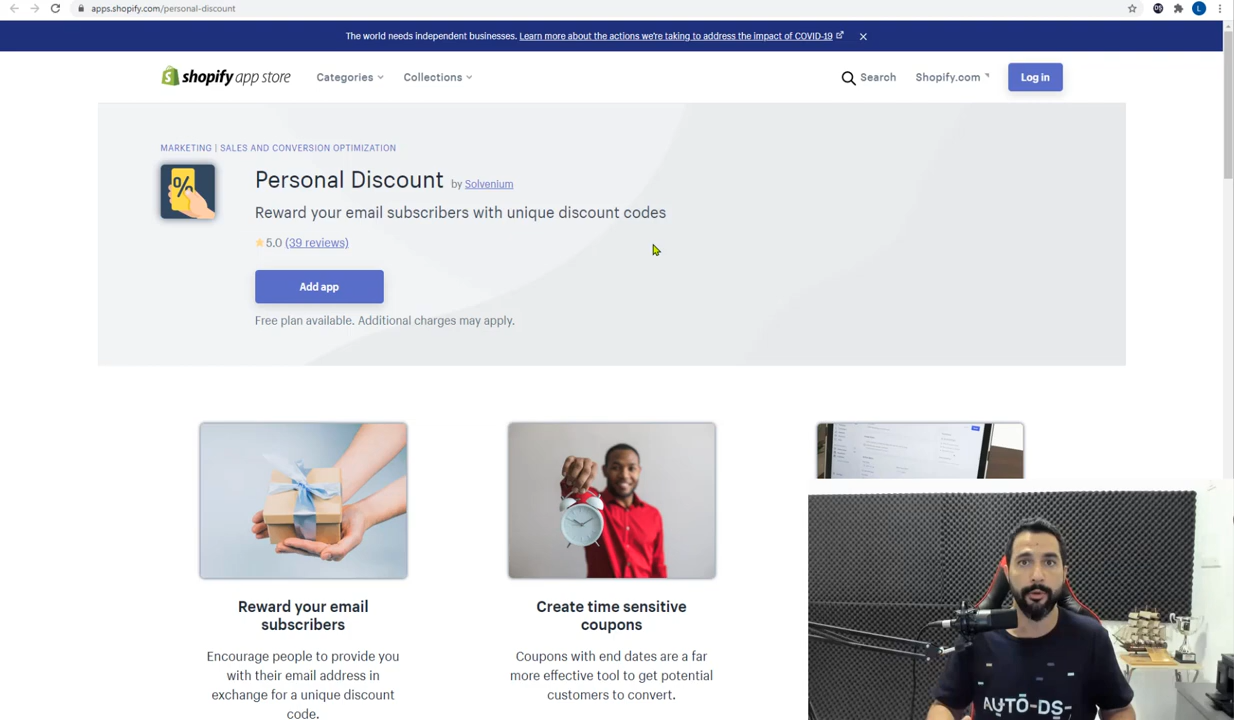 apps.shopify.com/personal-discount
The world needs independent businesses. Learn more about the actions we're taking to address the impact of COVID-19
shopify app store
Categories
Collections
Search
Shopify.com
Log in
MARKETING | SALES AND CONVERSION OPTIMIZATION
Personal Discount by Solvenium
Reward your email subscribers with unique discount codes
5.0 (39 reviews)
Add app
Free plan available. Additional charges may apply.
Reward your email
subscribers
Encourage people to provide you
with their email address in
exchange for a unique discount
code.
Create time sensitive
coupons
Coupons with end dates are a far
more effective tool to get potential
customers to convert.
AUTO-DS-